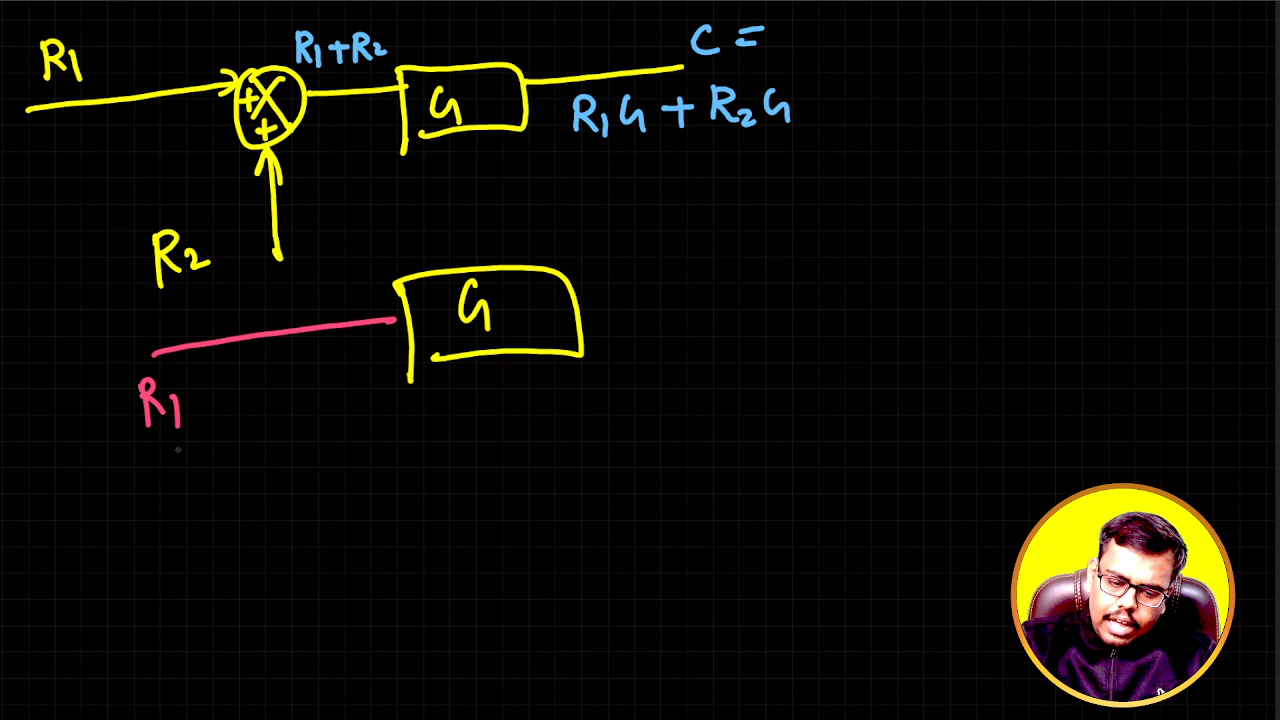 R1
R1+R2
C =
G
R1G + R2G
+
+
R2
G
R1